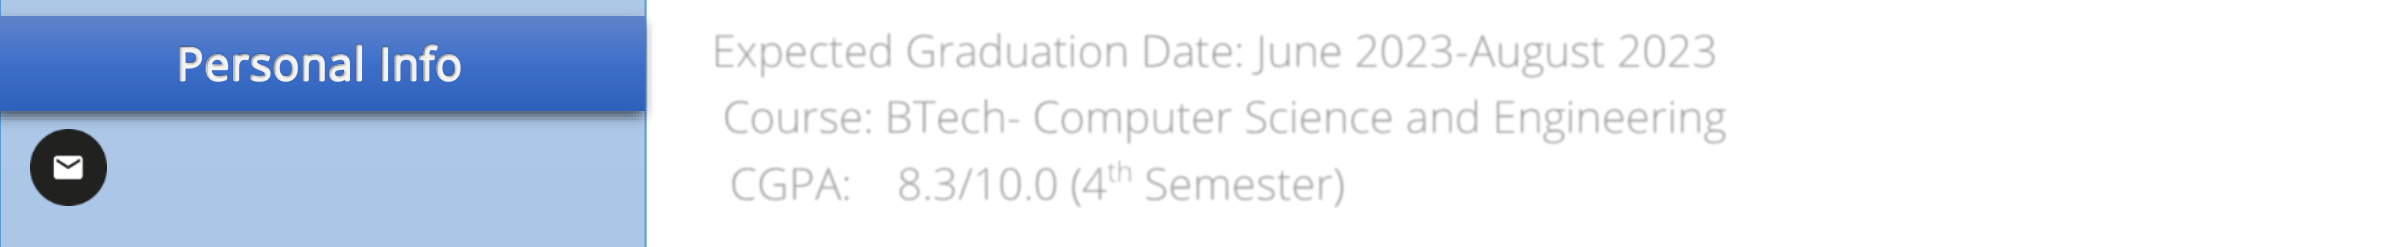 Personal Info
Expected Graduation Date: June 2023-August 2023
Course: BTech- Computer Science and Engineering
CGPA: 8.3/10.0 (4th Semester)